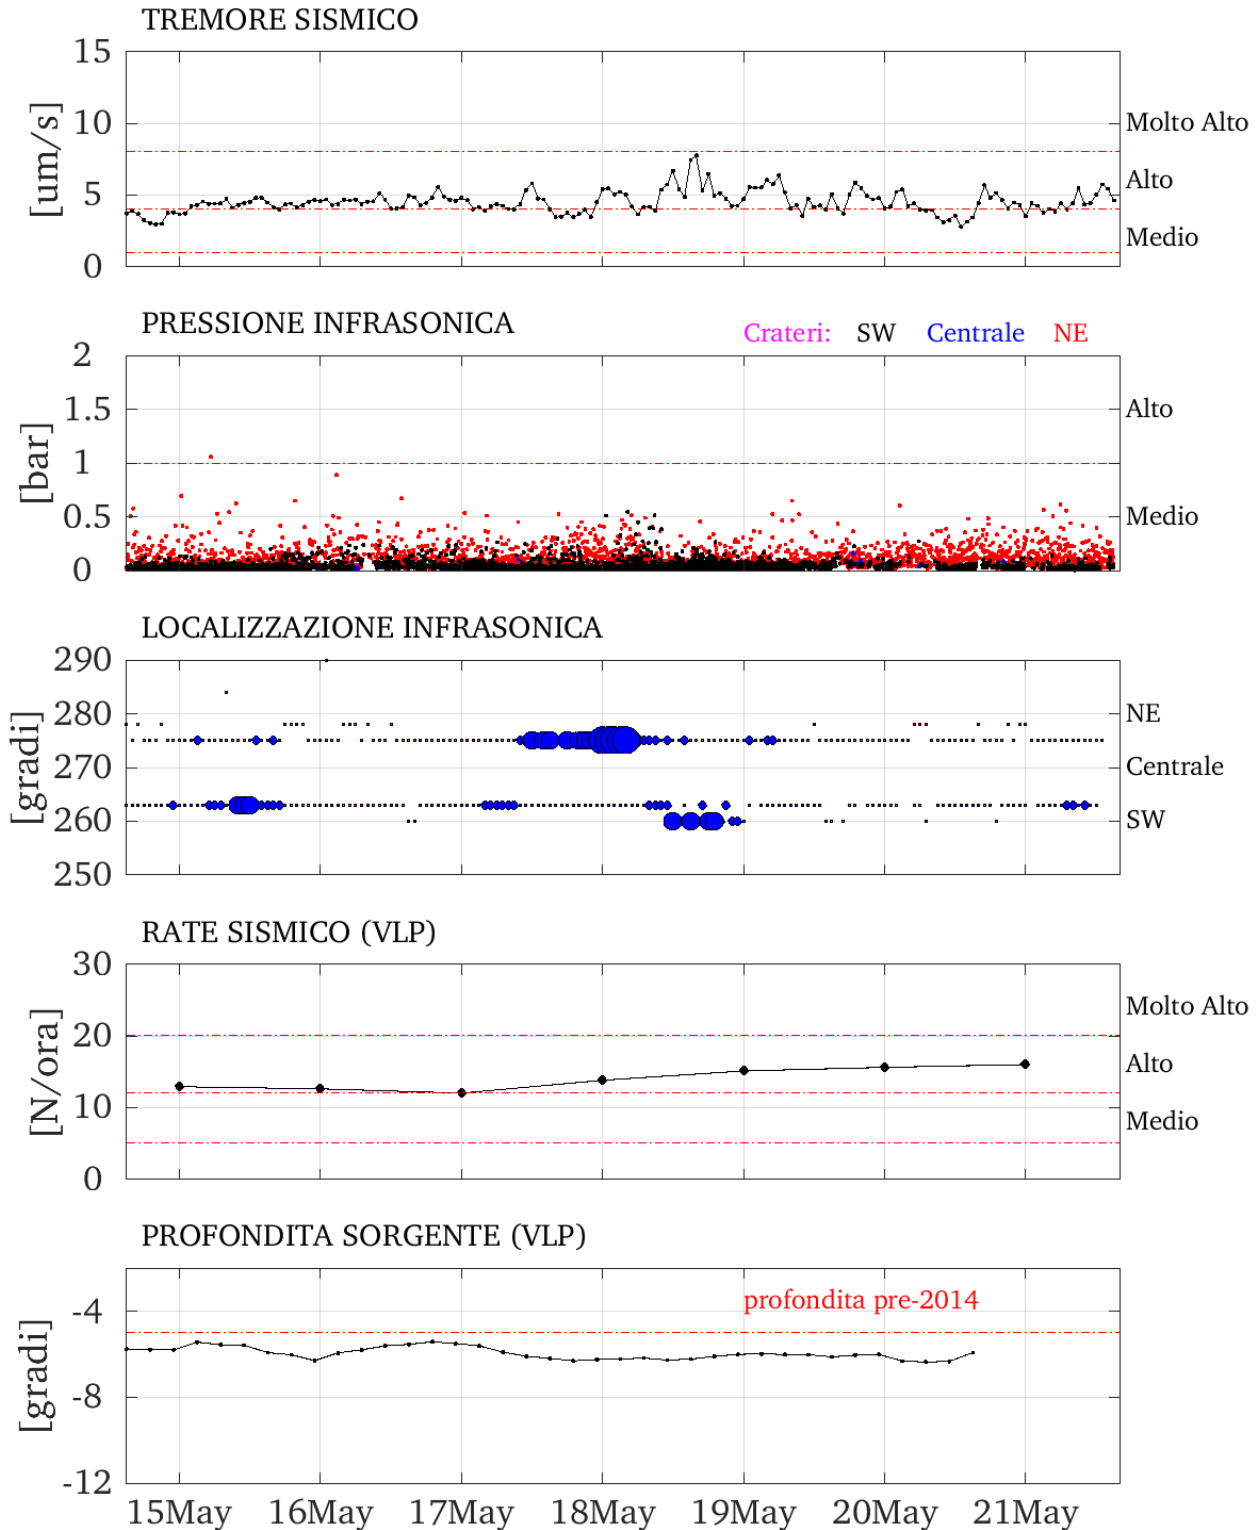 TREMORE SISMICO
15
10
5
0
[um/s]
Molto Alto
Alto
Medio
PRESSIONE INFRASONICA
Crateri: SW Centrale NE
2
1.5
1
0.5
0
[bar]
Alto
Medio
LOCALIZZAZIONE INFRASONICA
290
280
270
260
250
[gradi]
NE
Centrale
SW
RATE SISMICO (VLP)
30
20
10
0
[N/ora]
Molto Alto
Alto
Medio
PROFONDITA SORGENTE (VLP)
profondita pre-2014
-4
-8
-12
[gradi]
15May 16May 17May 18May 19May 20May 21May